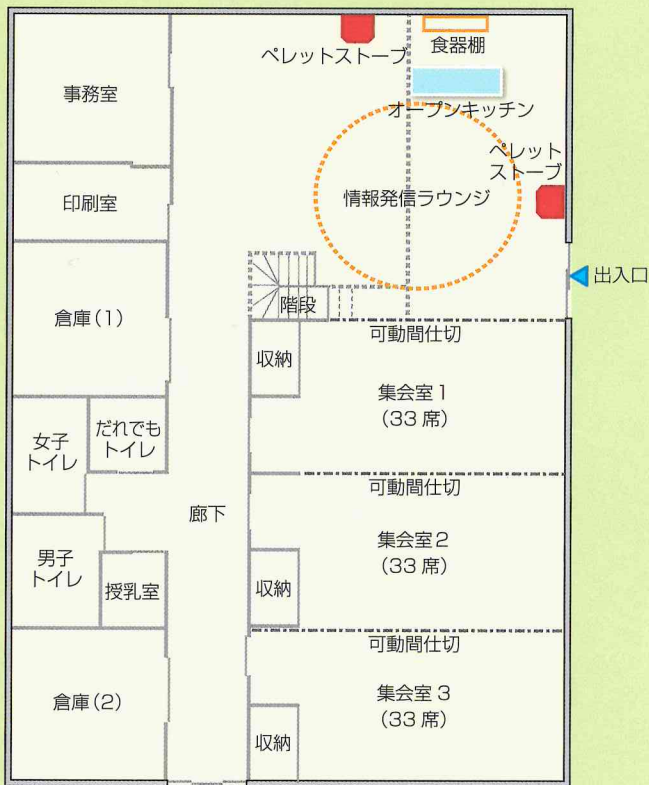 ペレットストーブ
食器棚
オープンキッチン
事務室
ペレット
ストーブ
印刷室
情報発信ラウンジ
出入口
倉庫(1)
階段
可動間仕切
収納
集会室1
(33席)
女子
トイレ
だれでも
トイレ
可動間仕切
廊下
集会室2
(33席)
男子
トイレ
授乳室
収納
可動間仕切
倉庫(2)
集会室3
(33席)
収納